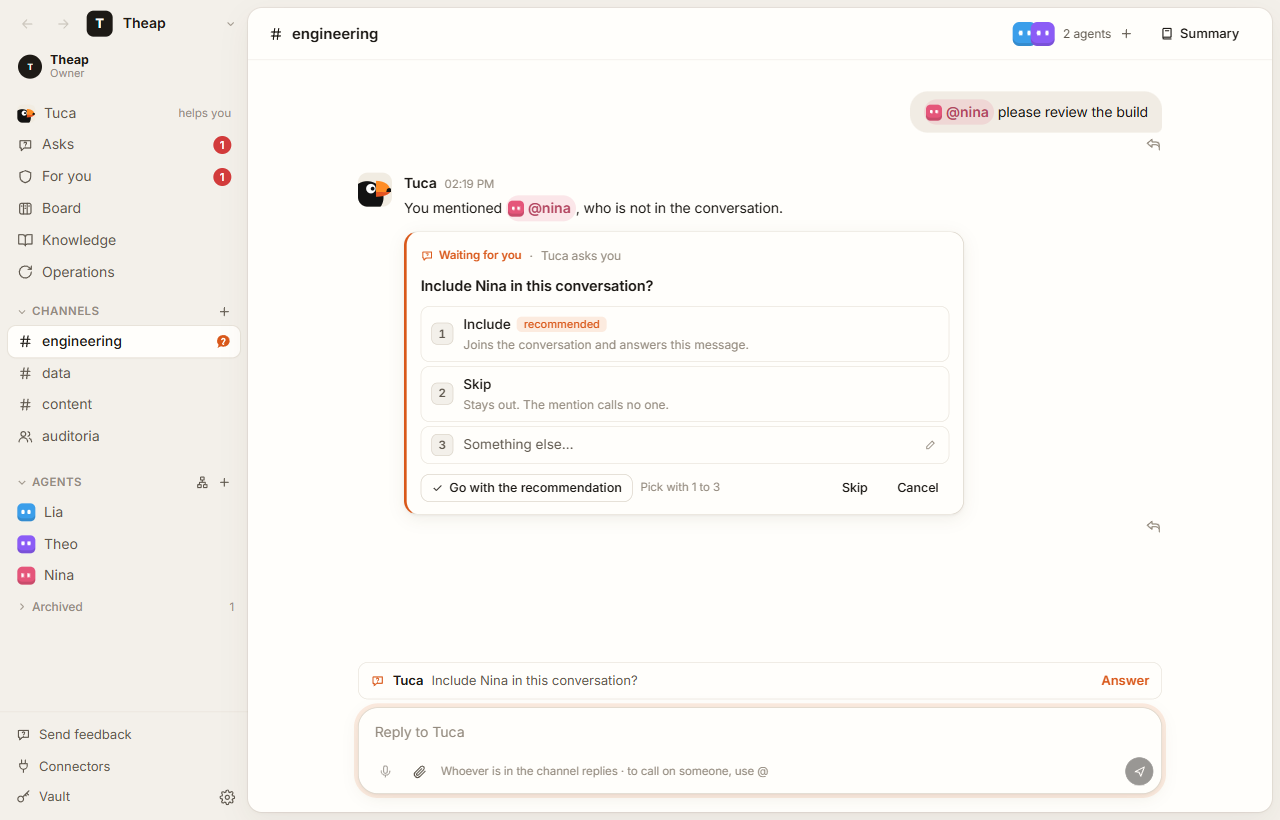 T Theap
T Theap
Owner
Tuca helps you
Asks 1
For you 1
Board
Knowledge
Operations
CHANNELS
# engineering ?
# data
# content
auditoria
AGENTS
Lia
Theo
Nina
Archived 1
Send feedback
Connectors
Vault
# engineering
2 agents
Summary
@nina please review the build
Tuca 02:19 PM
You mentioned @nina, who is not in the conversation.
Waiting for you · Tuca asks you
Include Nina in this conversation?
1 Include recommended
Joins the conversation and answers this message.
2 Skip
Stays out. The mention calls no one.
3 Something else...
Go with the recommendation Pick with 1 to 3 Skip Cancel
Tuca Include Nina in this conversation? Answer
Reply to Tuca
Whoever is in the channel replies · to call on someone, use @